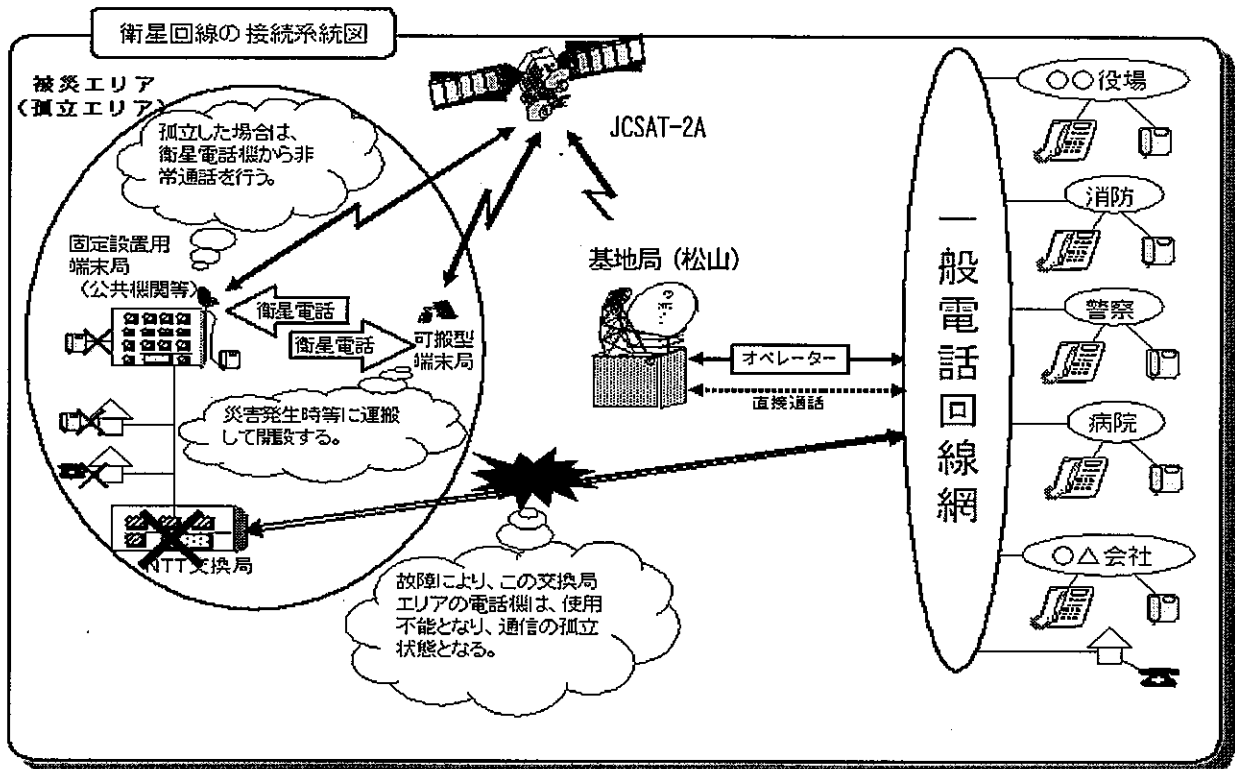 衛星回線の接続系統図
被災エリア
(孤立エリア)
孤立した場合は、
衛星電話機から非
常通話を行う。
JCSAT-2A
固定設置用
端末局
(公共機関等)
衛星電話
衛星電話
可搬型
端末局
災害発生時等に運搬
して開設する。
NTT交換局
基地局(松山)
オペレーター
直接通話
故障により、この交換局
エリアの電話機は、使用
不能となり、通信の孤立
状態となる。
一般電話回線網
○○役場
消防
警察
病院
○△会社